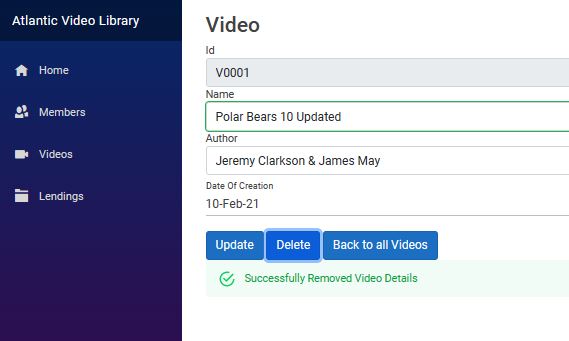 Atlantic Video Library
Home
Members
Videos
Lendings
Video
Id
V0001
Name
Polar Bears 10 Updated
Author
Jeremy Clarkson & James May
Date Of Creation
10-Feb-21
Update Delete Back to all Videos
Successfully Removed Video Details